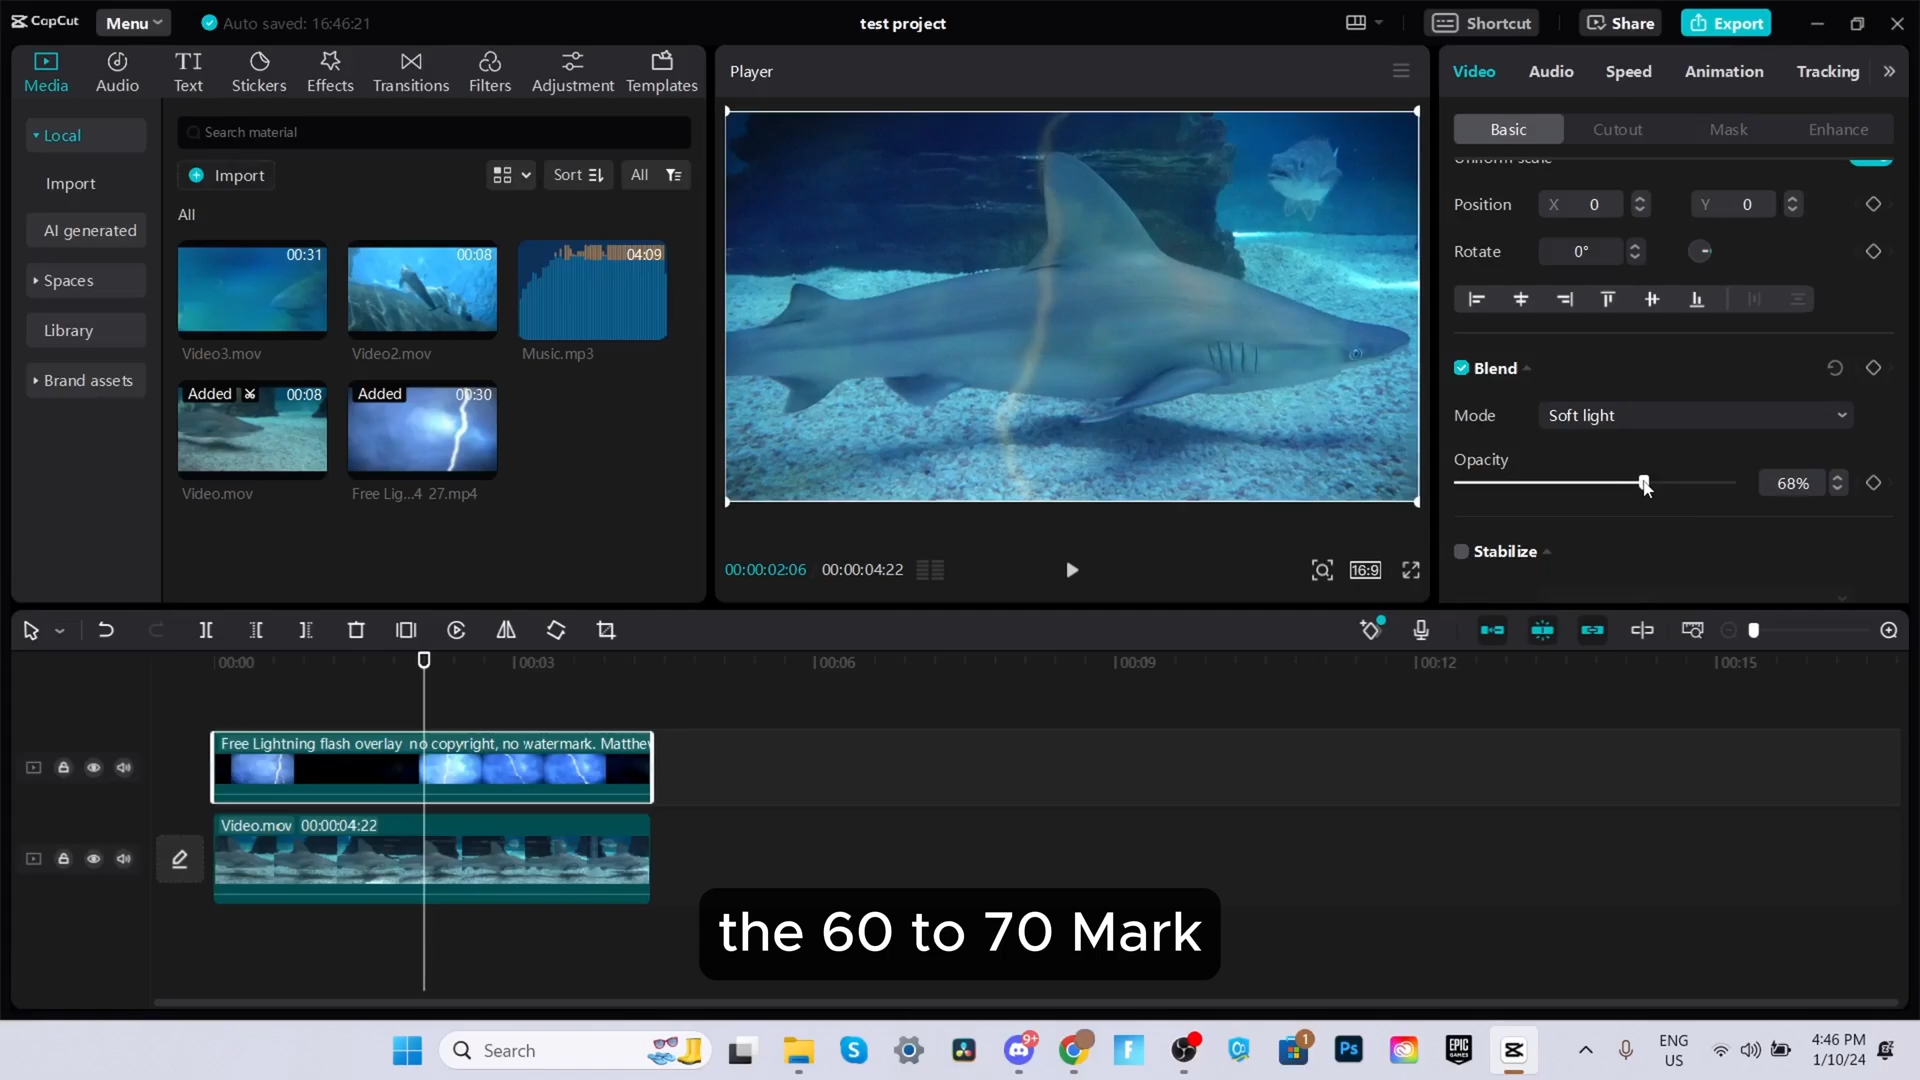 CapCut
Menu
Auto saved: 16:46:21
test project
Shortcut
Share
Export
Media
Audio
Text
Stickers
Effects
Transitions
Filters
Adjustment
Templates
Local
Import
AI generated
Spaces
Library
Brand assets
Search material
Import
Sort
All
All
00:31
00:08
04:09
Video3.mov
Video2.mov
Music.mp3
Added
00:08
Added
00:30
Video.mov
Free Lig...4 27.mp4
Player
00:00:02:06
00:00:04:22
16:9
Video
Audio
Speed
Animation
Tracking
Basic
Cutout
Mask
Enhance
Uniform scale
Position
X 0
Y 0
Rotate
0°
Blend
Mode
Soft light
Opacity
68%
Stabilize
00:00
00:03
00:06
00:09
00:12
00:15
Free Lightning flash overlay no copyright, no watermark. Matthew
Video.mov 00:00:04:22
the 60 to 70 Mark
Search
9+
1
Ps
EPIC GAMES
ENG
US
4:46 PM
1/10/24